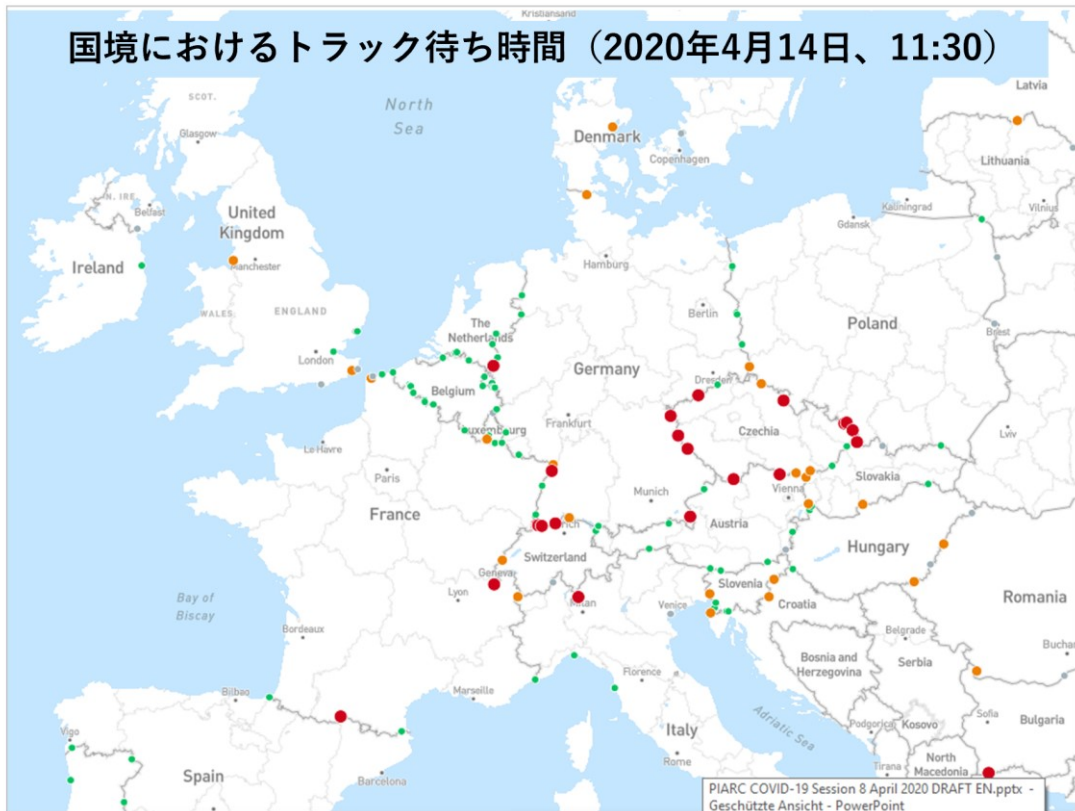 Kristiansand
国境におけるトラック待ち時間（2020年4月14日、11:30）
Latvia
SCOT.
North
Sea
Glasgow
Denmark
Copenhagen
Lithuania
N. IRE.
Belfast
Kaliningrad
Vilnius
United
Kingdom
Gdansk
Ireland
Manchester
Hamburg
WALES
ENGLAND
Berlin
The
Netherlands
Poland
Brest
London
Germany
Dresden
Belgium
Luxembourg
Frankfurt
Czechia
Lviv
Le Havre
Paris
Slovakia
Munich
Vienna
France
Austria
Switzerland
Hungary
Geneva
Lyon
Slovenia
Milan
Venice
Croatia
Romania
Bay of
Biscay
Bordeaux
Belgrade
Bosnia and
Herzegovina
Serbia
Florence
Marseille
Bilbao
Sofia
Vigo
Italy
Adriatic Sea
Podgorica
Kosovo
Bulgaria
Rome
North
Macedonia
Tirana
Spain
Barcelona
PIARC COVID-19 Session 8 April 2020 DRAFT EN.pptx -
Geschützte Ansicht - PowerPoint